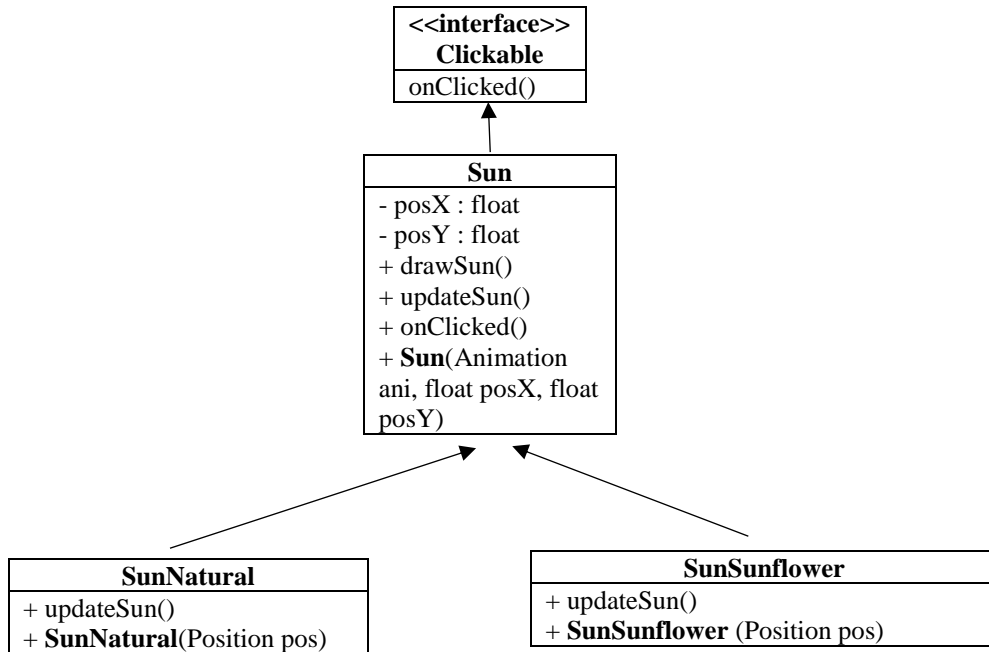 <<interface>>
Clickable
onClicked()
Sun
- posX : float
- posY : float
+ drawSun()
+ updateSun()
+ onClicked()
+ Sun(Animation
ani, float posX, float
posY)
SunNatural
+ updateSun()
+ SunNatural(Position pos)
SunSunflower
+ updateSun()
+ SunSunflower (Position pos)